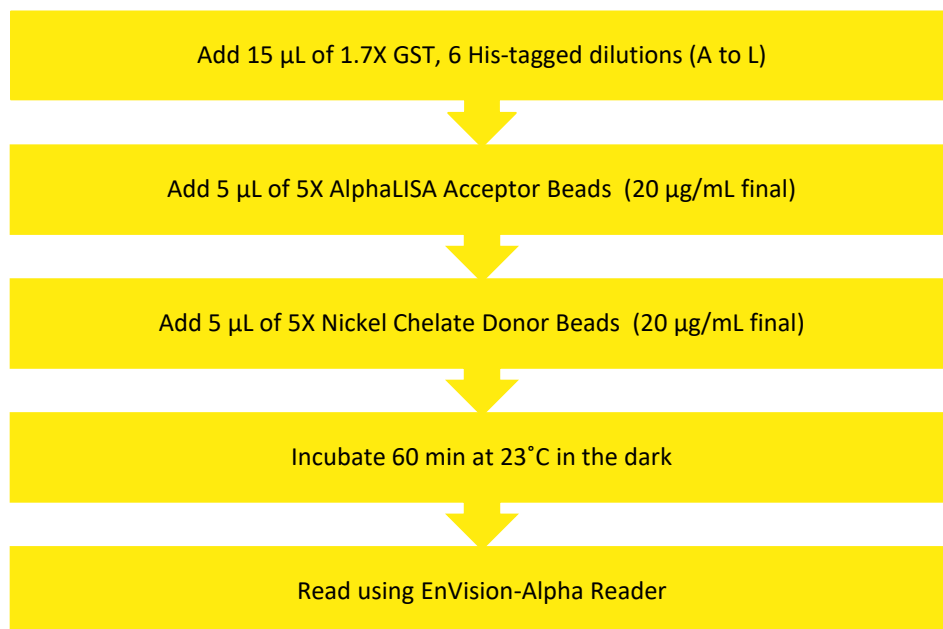 Add 15 µL of 1.7X GST, 6 His-tagged dilutions (A to L)
Add 5 µL of 5X AlphaLISA Acceptor Beads  (20 µg/mL final)
Add 5 µL of 5X Nickel Chelate Donor Beads  (20 µg/mL final)
Incubate 60 min at 23˚C in the dark
Read using EnVision-Alpha Reader